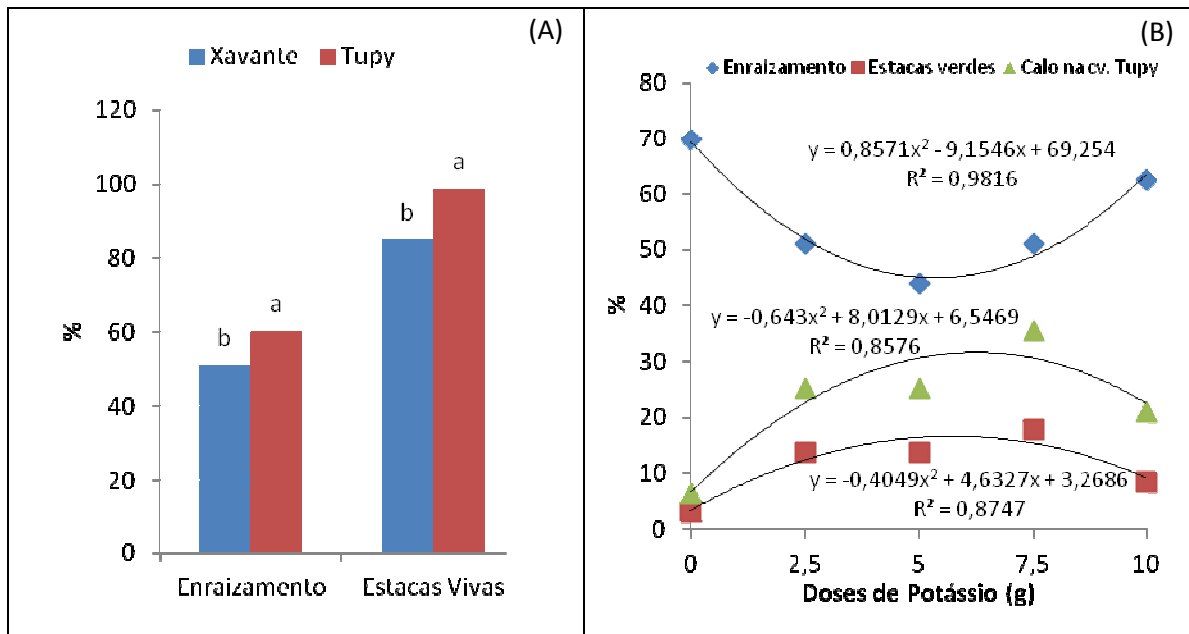 (A)
Xavante Tupy
120
100
80
60
40
20
0
%
b
a
b
a
Enraizamento Estacas Vivas
(B)
Enraizamento Estacas verdes Calo na cv. Tupy
80
70
60
50
40
30
20
10
0
%
y = 0,8571x² - 9,1546x + 69,254
R² = 0,9816
y = -0,643x² + 8,0129x + 6,5469
R² = 0,8576
y = -0,4049x² + 4,6327x + 3,2686
R² = 0,8747
0 2,5 5 7,5 10
Doses de Potássio (g)